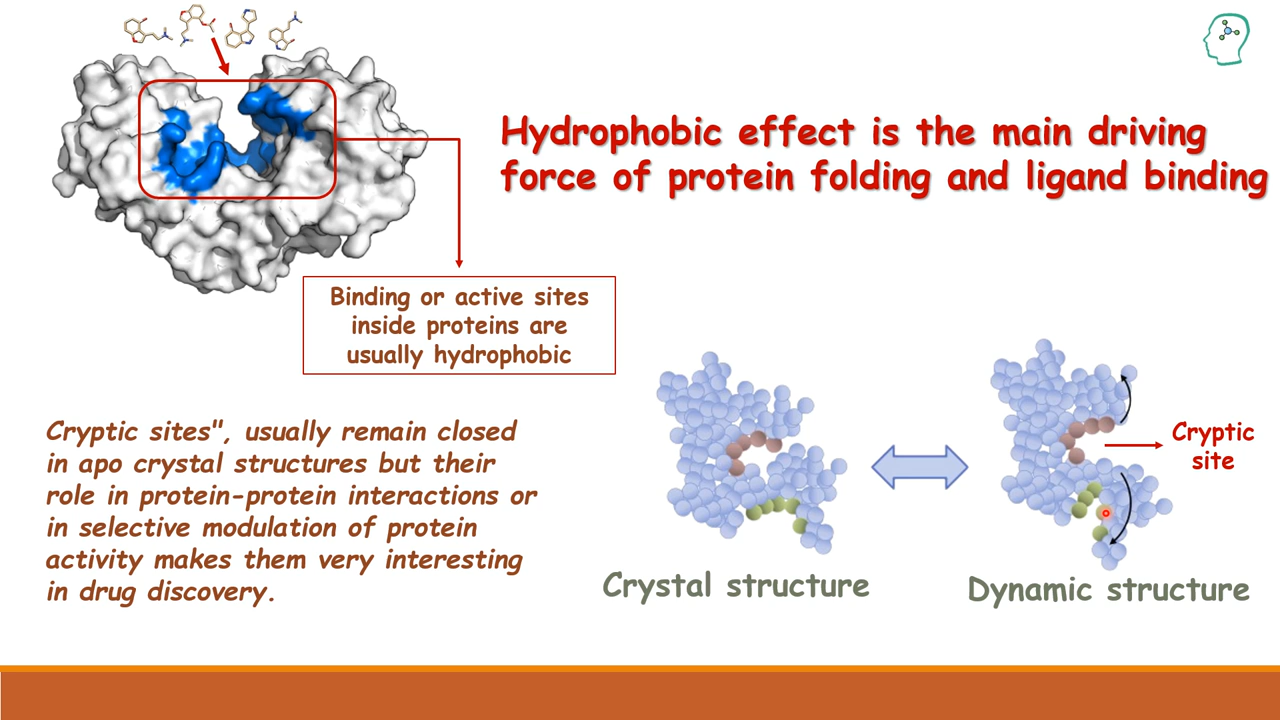 Hydrophobic effect is the main driving
force of protein folding and ligand binding
Binding or active sites
inside proteins are
usually hydrophobic
Cryptic sites", usually remain closed
in apo crystal structures but their
role in protein-protein interactions or
in selective modulation of protein
activity makes them very interesting
in drug discovery.
Cryptic
site
Crystal structure
Dynamic structure